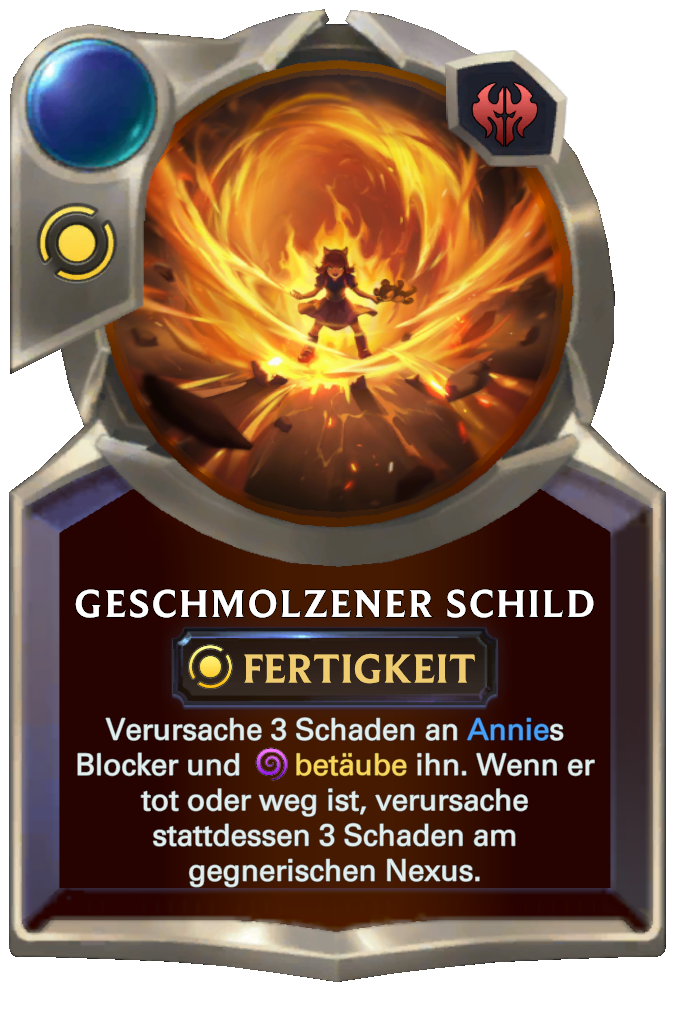 GESCHMOLZENER SCHILD
FERTIGKEIT
Verursache 3 Schaden an Annies
Blocker und betäube ihn. Wenn er
tot oder weg ist, verursache
stattdessen 3 Schaden am
gegnerischen Nexus.